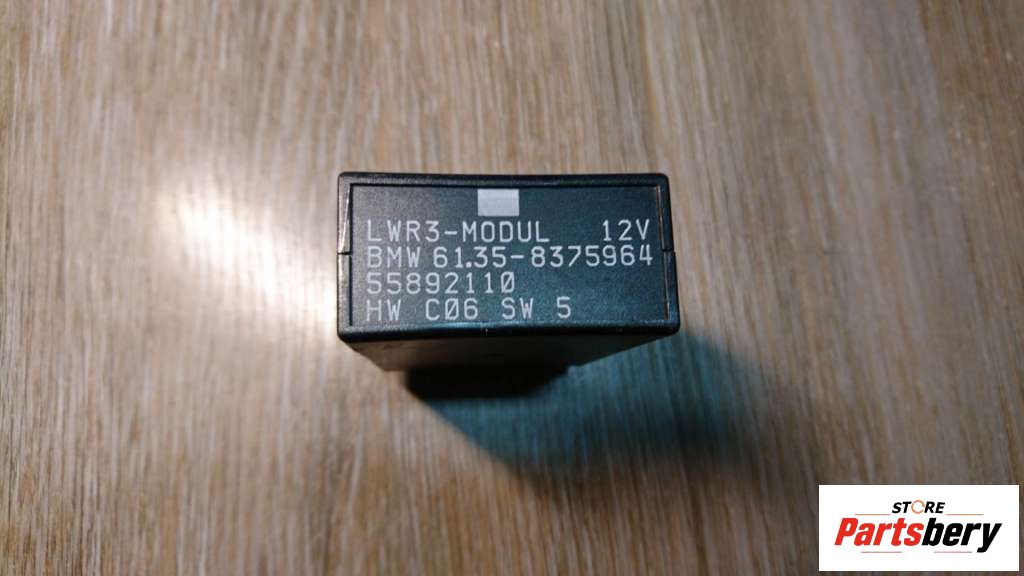 LWR3-MODUL 12V
BMW 61.35-8375964
55892110
HW C06 SW 5
STORE
Partsbery